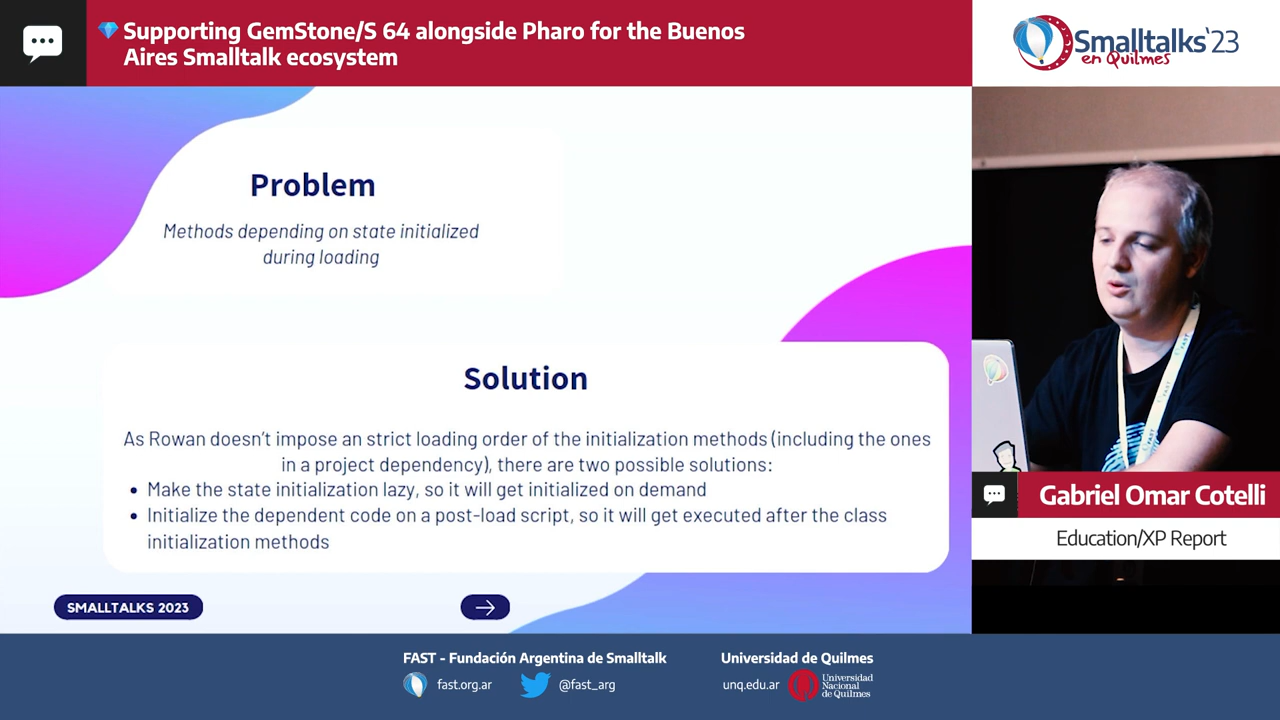 Supporting GemStone/S 64 alongside Pharo for the Buenos
Aires Smalltalk ecosystem
Smalltalks'23
en Quilmes
Problem
Methods depending on state initialized
during loading
Solution
As Rowan doesn't impose an strict loading order of the initialization methods (including the ones
in a project dependency), there are two possible solutions:
• Make the state initialization lazy, so it will get initialized on demand
• Initialize the dependent code on a post-load script, so it will get executed after the class
initialization methods
SMALLTALKS 2023
Gabriel Omar Cotelli
Education/XP Report
FAST - Fundación Argentina de Smalltalk
fast.org.ar
@fast_arg
Universidad de Quilmes
unq.edu.ar
Universidad
Nacional
de Quilmes